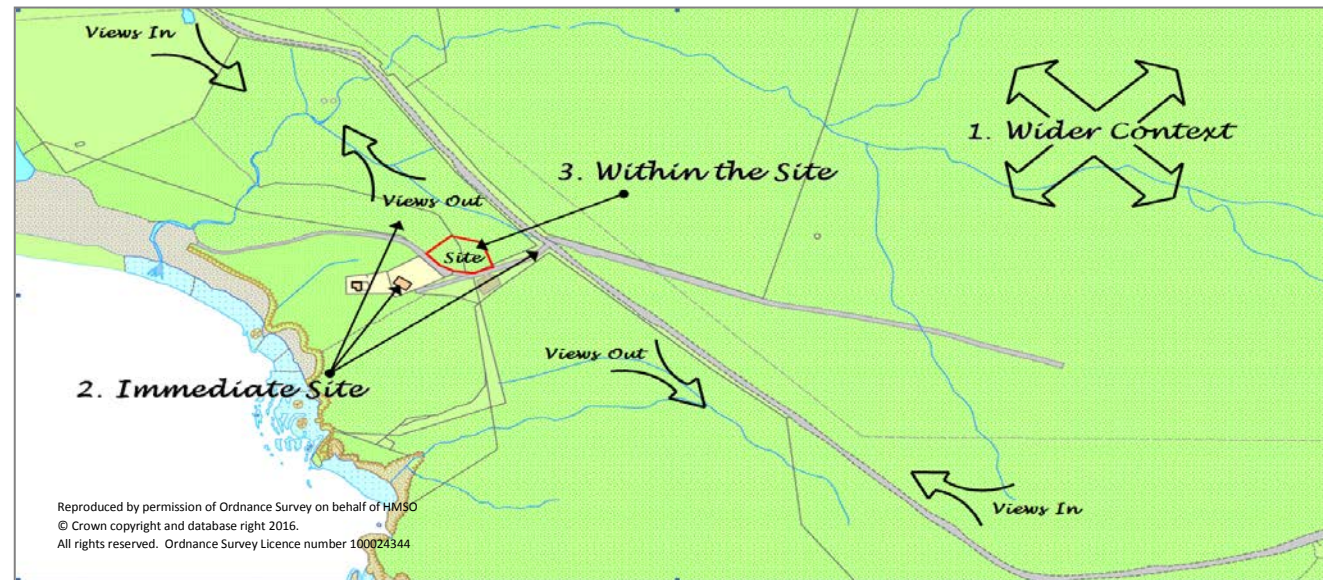 Views In
1. Wider Context
3. Within the Site
Views Out
Site
Views Out
2. Immediate Site
Views In
Reproduced by permission of Ordnance Survey on behalf of HMSO
© Crown copyright and database right 2016.
All rights reserved.  Ordnance Survey Licence number 100024344